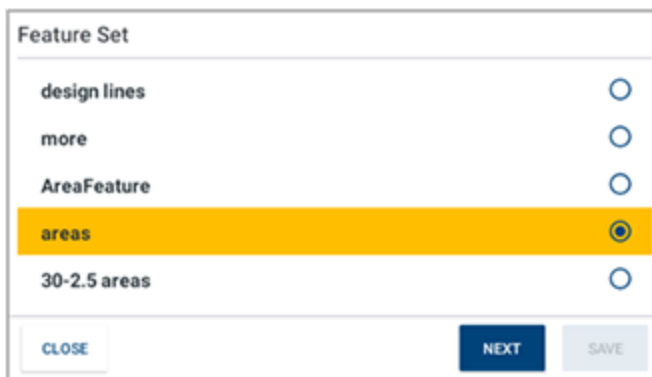 Feature Set
design lines
more
AreaFeature
areas
30-2.5 areas
CLOSE NEXT SAVE